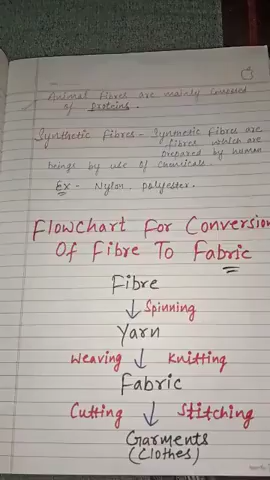 Animal fibres are mainly composed
of Proteins.
Synthetic Fibres - Synthetic fibres are
fibres which are
prepared by human
beings by use of chemicals.
Ex - Nylon, polyester.
Flowchart For Conversion
Of Fibre To Fabric
Fibre
Spinning
Yarn
Weaving Knitting
Fabric
Cutting Stitching
Garments
(Clothes)